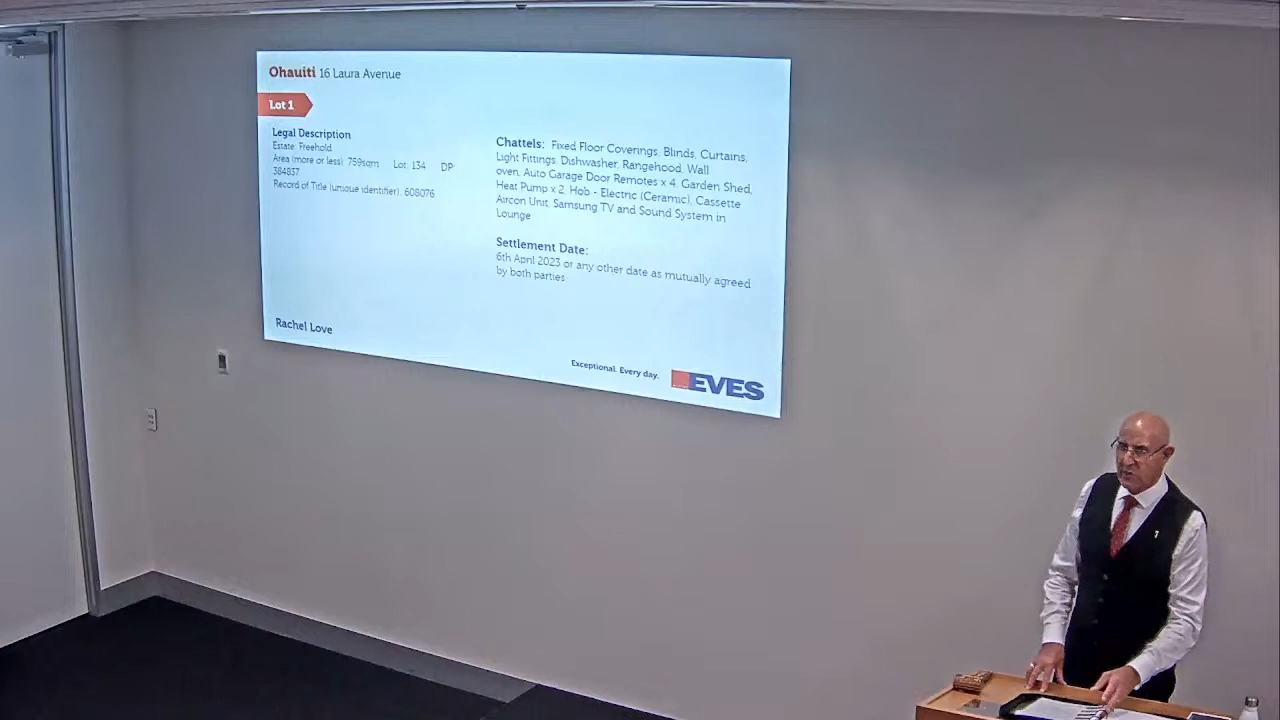 Ohauiti 16 Laura Avenue
Lot 1
Legal Description
Estate: Freehold
Area (more or less): 759sqm Lot: 134 DP
384837
Record of Title (unique identifier): 608076
Chattels: Fixed Floor Coverings, Blinds, Curtains,
Light Fittings, Dishwasher, Rangehood, Wall
oven, Auto Garage Door Remotes x 4, Garden Shed,
Heat Pump x 2, Hob - Electric (Ceramic), Cassette
Aircon Unit, Samsung TV and Sound System in
Lounge
Settlement Date:
6th April 2023 or any other date as mutually agreed
by both parties
Rachel Love
Exceptional. Every day.
EVES